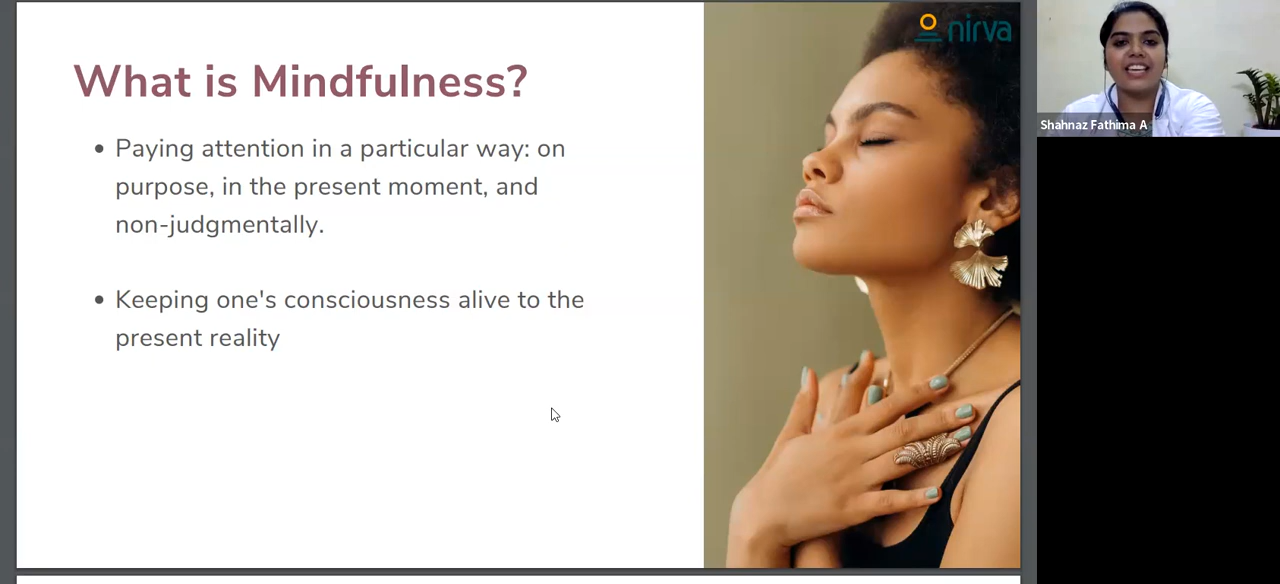 What is Mindfulness?
Paying attention in a particular way: on
purpose, in the present moment, and
non-judgmentally.
Keeping one's consciousness alive to the
present reality
nirva
Shahnaz Fathima A